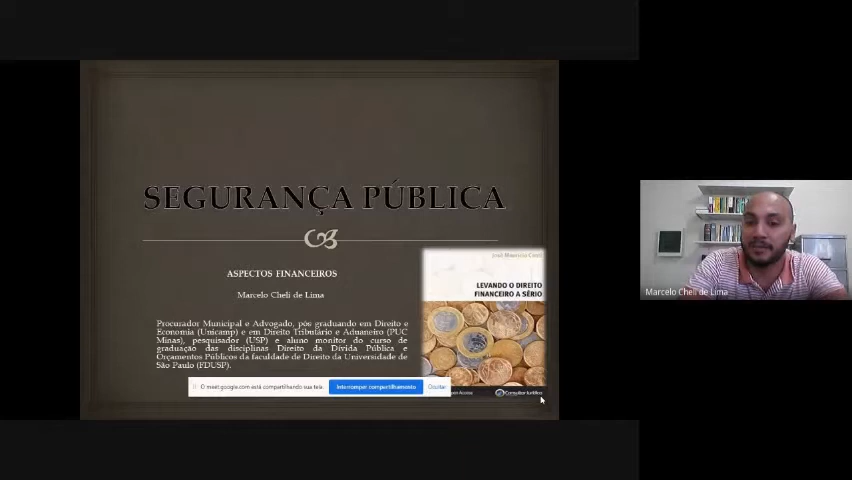 SEGURANÇA PÚBLICA
ASPECTOS FINANCEIROS
Marcelo Cheli de Lima
Procurador Municipal e Advogado, pós graduando em Direito e
Economia (Unicamp) e em Direito Tributário e Aduaneiro (PUC
Minas), pesquisador (USP) e aluno monitor do curso de
graduação das disciplinas Direito da Dívida Pública e
Orçamentos Públicos da faculdade de Direito da Universidade de
São Paulo (FDUSP).
LEVANDO O DIREITO
FINANCEIRO A SÉRIO
O meet.google.com está compartilhando sua tela.
Interromper compartilhamento
Ocultar
Marcelo Cheli de Lima